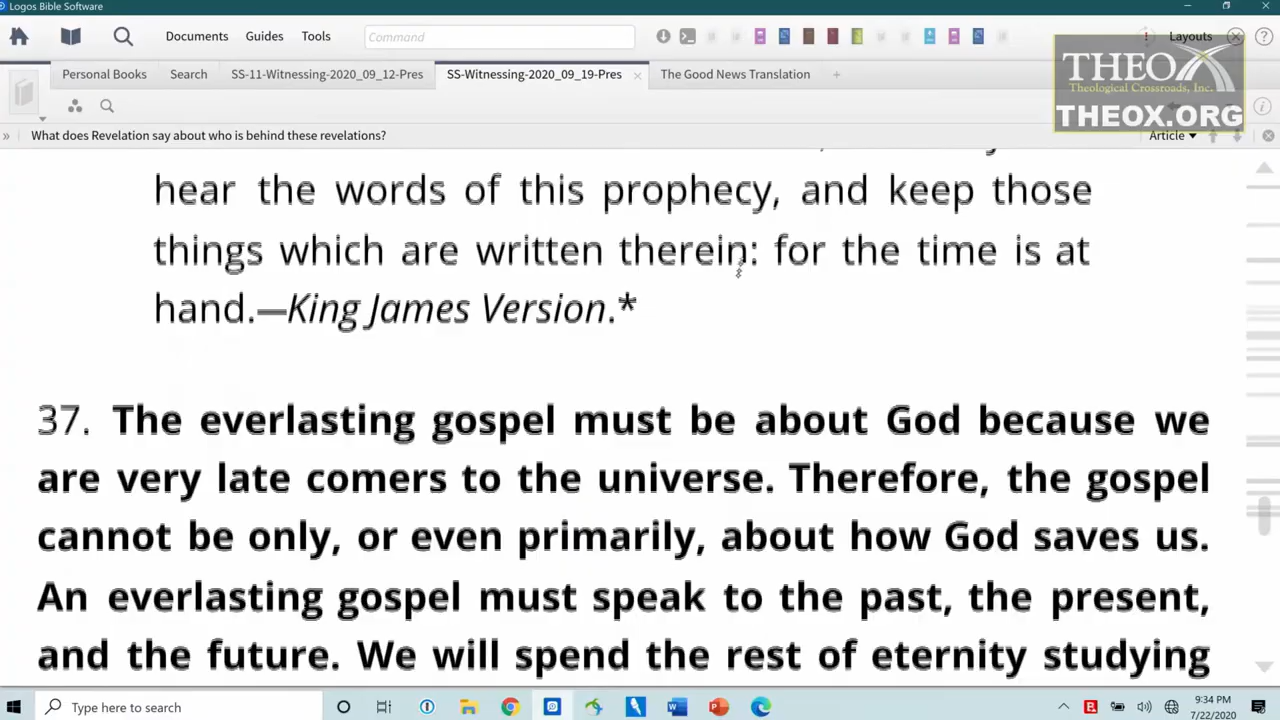 Logos Bible Software
Documents Guides Tools Command Layouts
THEOX
Theological Crossroads, Inc.
THEOX.ORG
Personal Books Search SS-11-Witnessing-2020_09_12-Pres SS-Witnessing-2020_09_19-Pres The Good News Translation
What does Revelation say about who is behind these revelations? Article
hear the words of this prophecy, and keep those
things which are written therein: for the time is at
hand.—King James Version.*
37. The everlasting gospel must be about God because we
are very late comers to the universe. Therefore, the gospel
cannot be only, or even primarily, about how God saves us.
An everlasting gospel must speak to the past, the present,
and the future. We will spend the rest of eternity studying
Type here to search
9:34 PM
7/22/2020